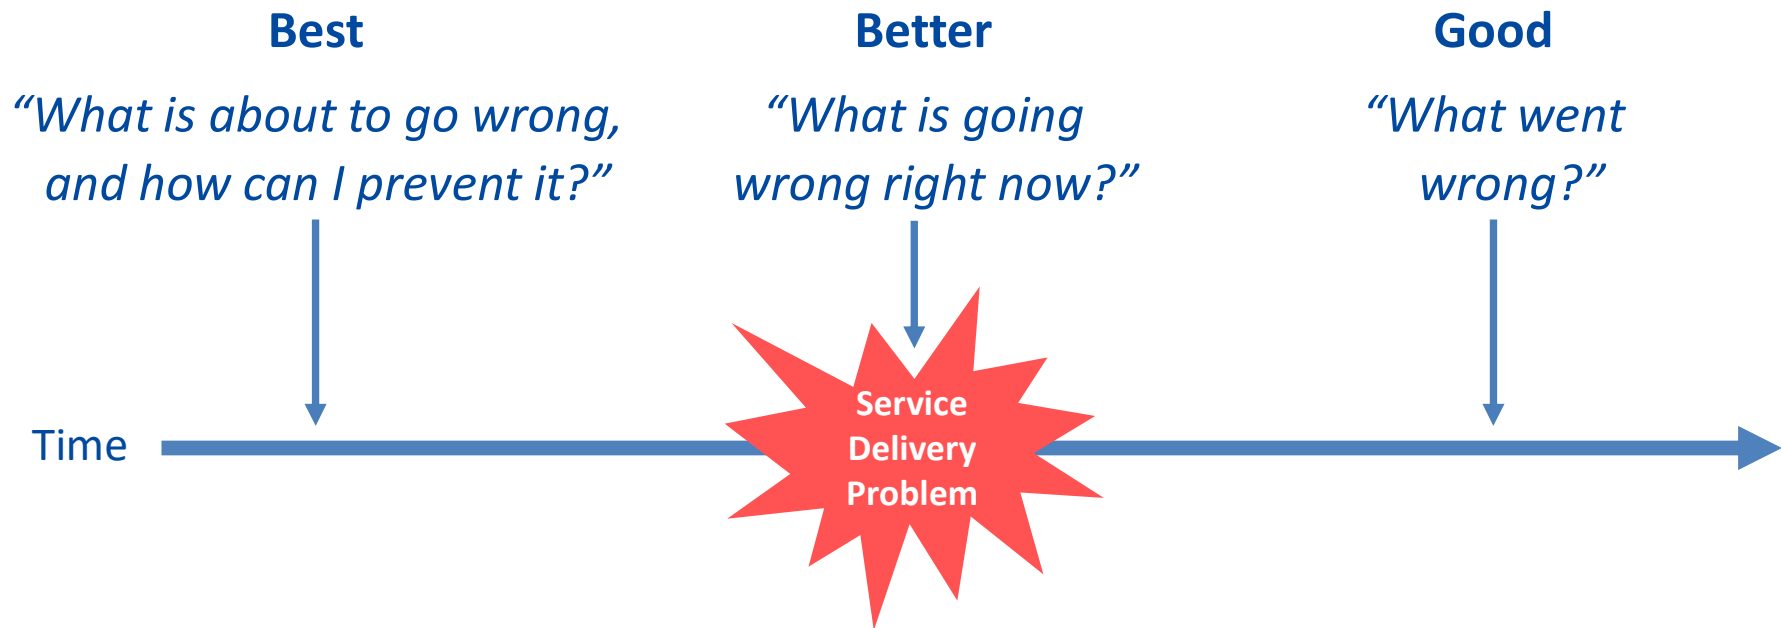 Best
“What is about to go wrong,
and how can I prevent it?”
Better
“What is going
wrong right now?”
Good
“What went
wrong?”
Time
Service
Delivery
Problem